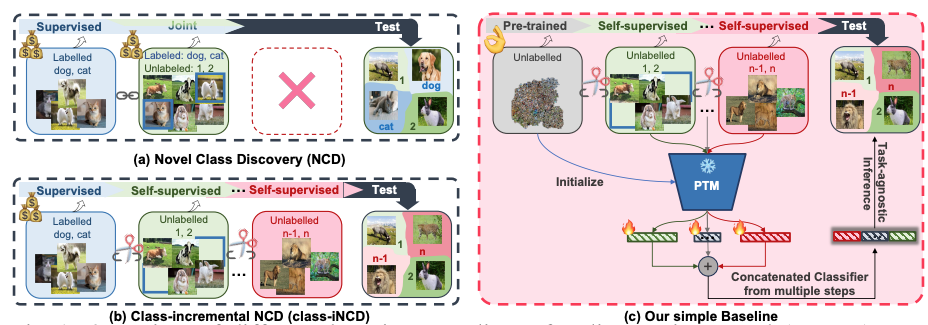 Supervised Joint Test
Labelled
dog, cat
Labeled: dog, cat
Unlabeled: 1, 2
1
dog
cat
2
(a) Novel Class Discovery (NCD)
Supervised Self-supervised ... Self-supervised Test
Labelled
dog, cat
Unlabelled
1, 2
...
Unlabelled
n-1, n
1
n
n-1
2
(b) Class-incremental NCD (class-iNCD)
Pre-trained Self-supervised ... Self-supervised Test
Unlabelled
Unlabelled
1, 2
...
Unlabelled
n-1, n
1
n
n-1
2
Initialize
PTM
Task-agnostic
Inference
+
Concatenated Classifier
from multiple steps
(c) Our simple Baseline